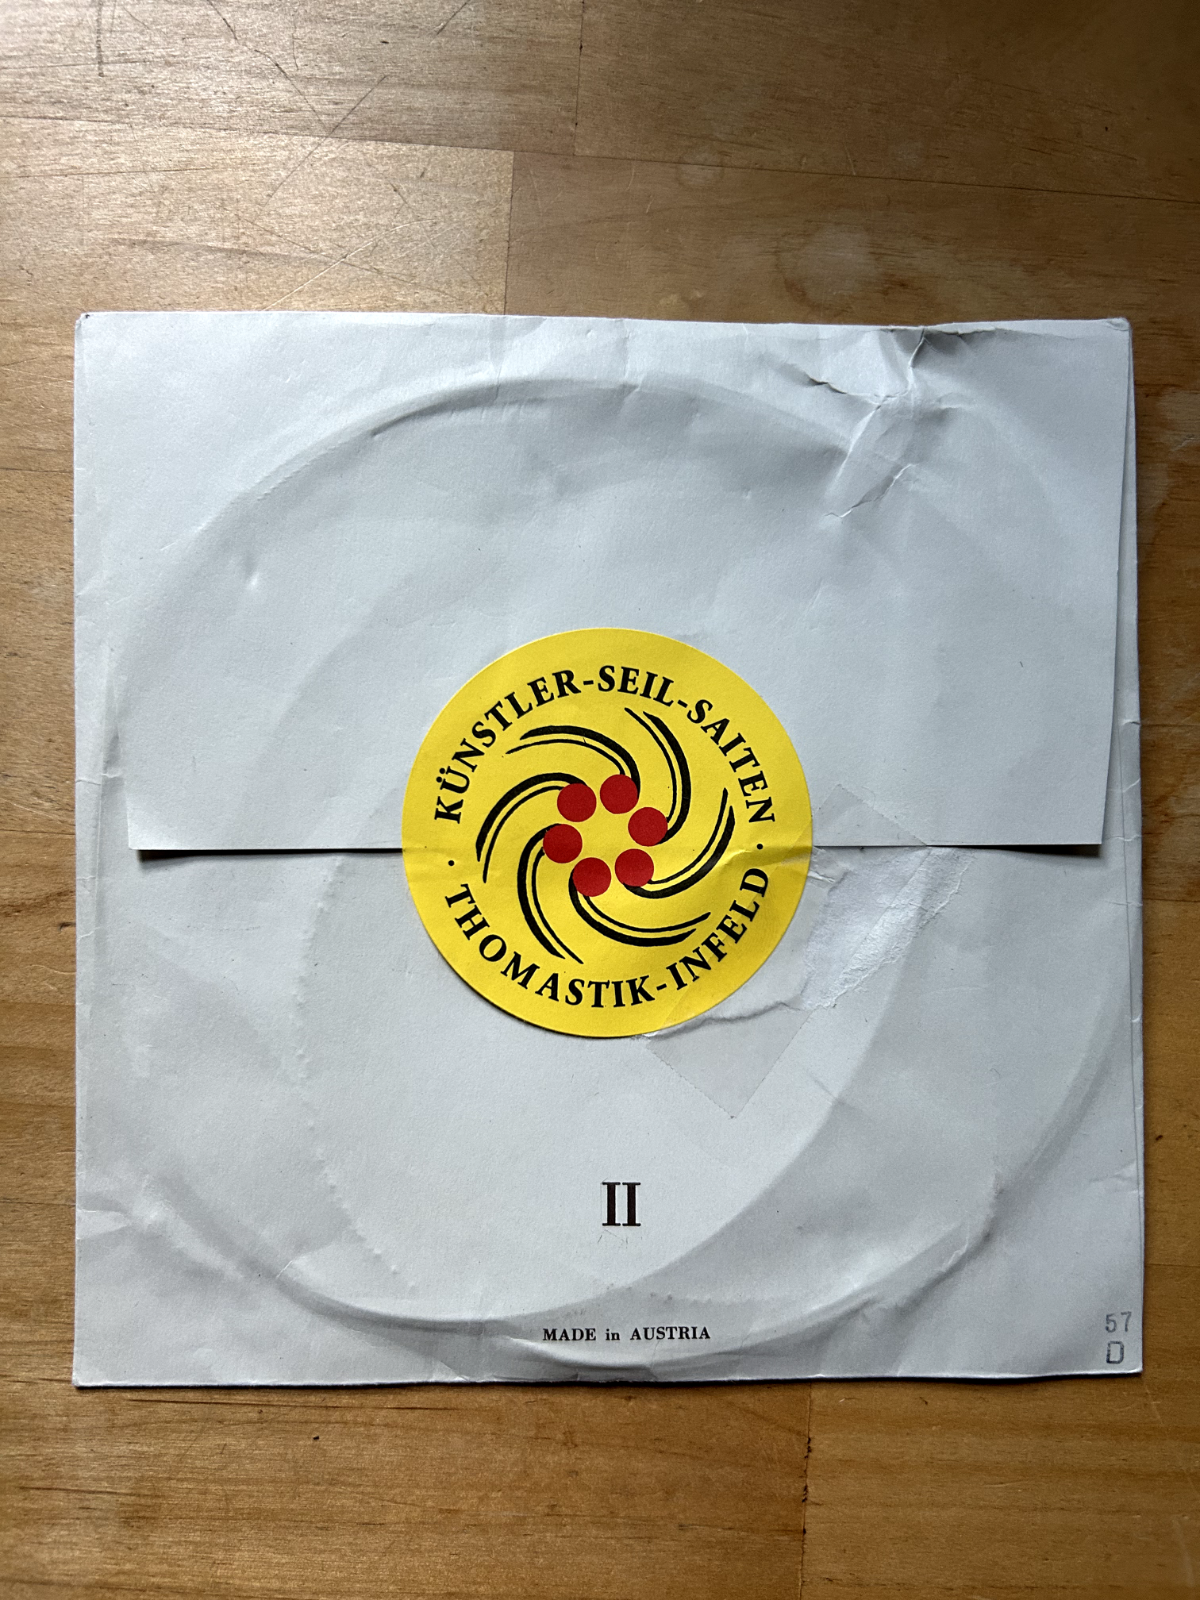 KÜNSTLER-SEIL-SAITEN
· THOMASTIK-INFELD ·
II
MADE in AUSTRIA
57
D